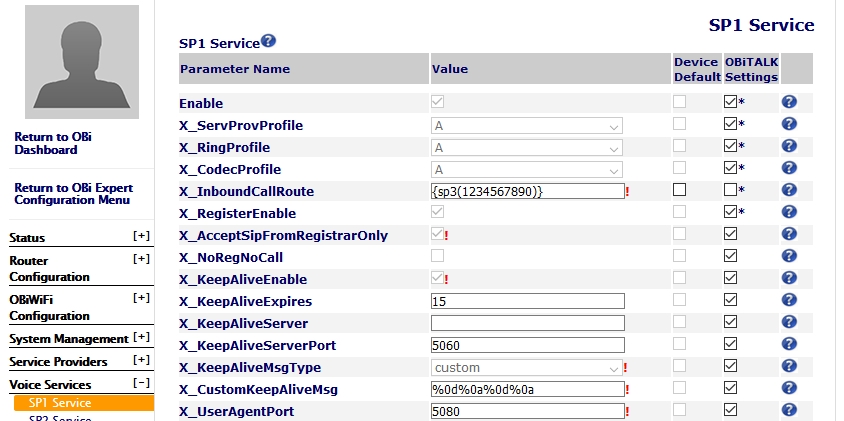 SP1 Service
SP1 Service
Parameter Name Value Device Default OBiTALK Settings
Return to OBi
Dashboard
Return to OBi Expert
Configuration Menu
Status [+]
Router [+]
Configuration
OBiWiFi [+]
Configuration
System Management [+]
Service Providers [+]
Voice Services [-]
SP1 Service
SP2 Service
Enable *
X_ServProvProfile A *
X_RingProfile A *
X_CodecProfile A *
X_InboundCallRoute {sp3(1234567890)} ! *
X_RegisterEnable *
X_AcceptSipFromRegistrarOnly !
X_NoRegNoCall
X_KeepAliveEnable !
X_KeepAliveExpires 15
X_KeepAliveServer
X_KeepAliveServerPort 5060
X_KeepAliveMsgType custom !
X_CustomKeepAliveMsg %0d%0a%0d%0a !
X_UserAgentPort 5080 !